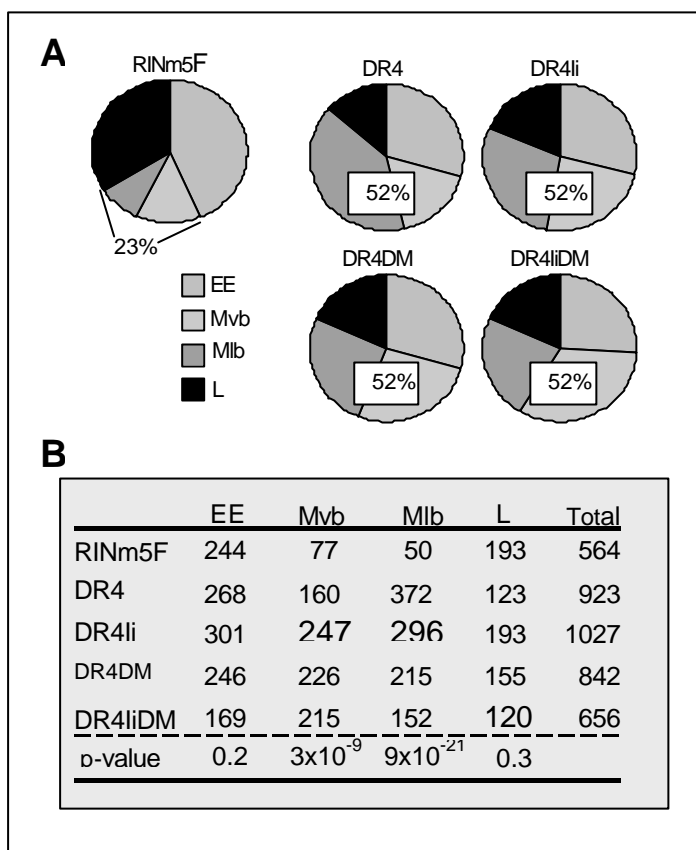 A
RINm5F
DR4
DR4Ii
52%
52%
23%
DR4DM
DR4IiDM
EE
Mvb
Mlb
L
52%
52%
B
EE Mvb Mlb L Total
RINm5F 244 77 50 193 564
DR4 268 160 372 123 923
DR4Ii 301 247 296 193 1027
DR4DM 246 226 215 155 842
DR4IiDM 169 215 152 120 656
p-value 0.2 3x10⁻⁹ 9x10⁻²¹ 0.3